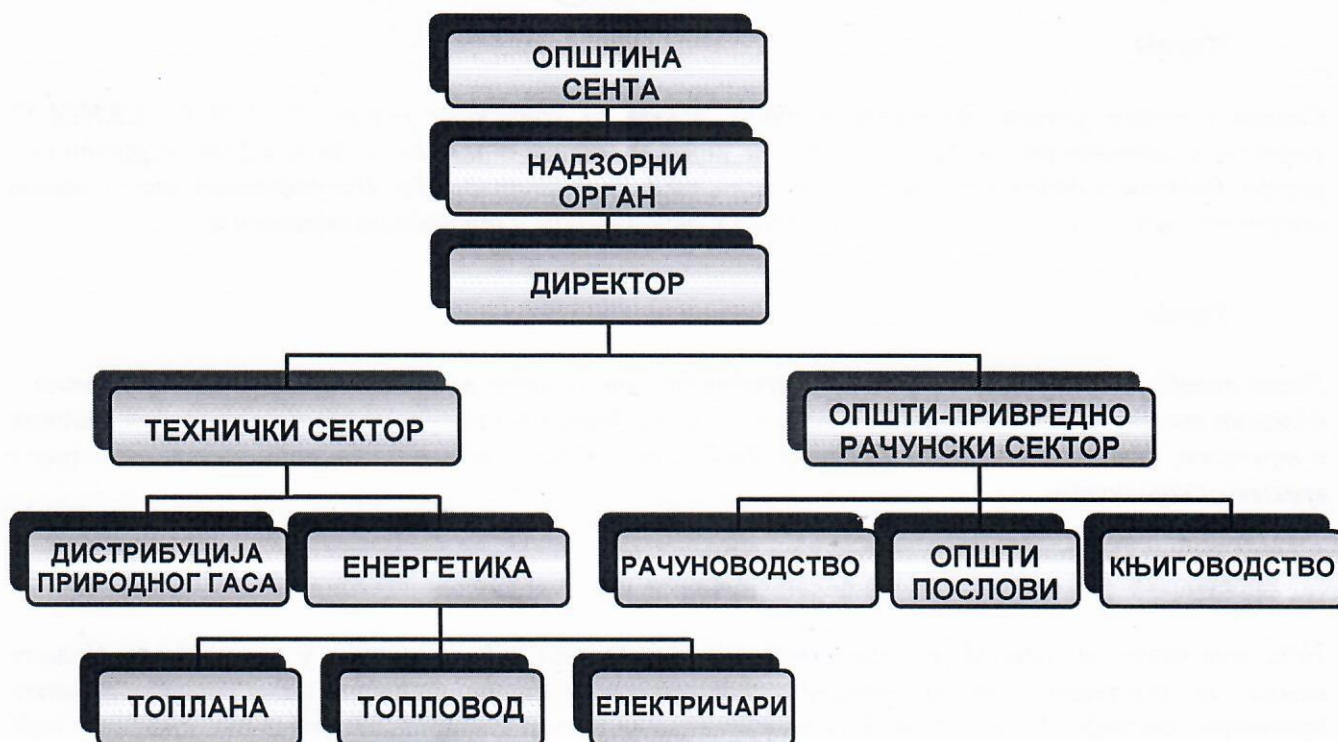 ОПШТИНА
СЕНТА
НАДЗОРНИ
ОРГАН
ДИРЕКТОР
ТЕХНИЧКИ СЕКТОР
ОПШТИ-ПРИВРЕДНО
РАЧУНСКИ СЕКТОР
ДИСТРИБУЦИЈА
ПРИРОДНОГ ГАСА
ЕНЕРГЕТИКА
РАЧУНОВОДСТВО
ОПШТИ
ПОСЛОВИ
КЊИГОВОДСТВО
ТОПЛАНА
ТОПЛОВОД
ЕЛЕКТРИЧАРИ